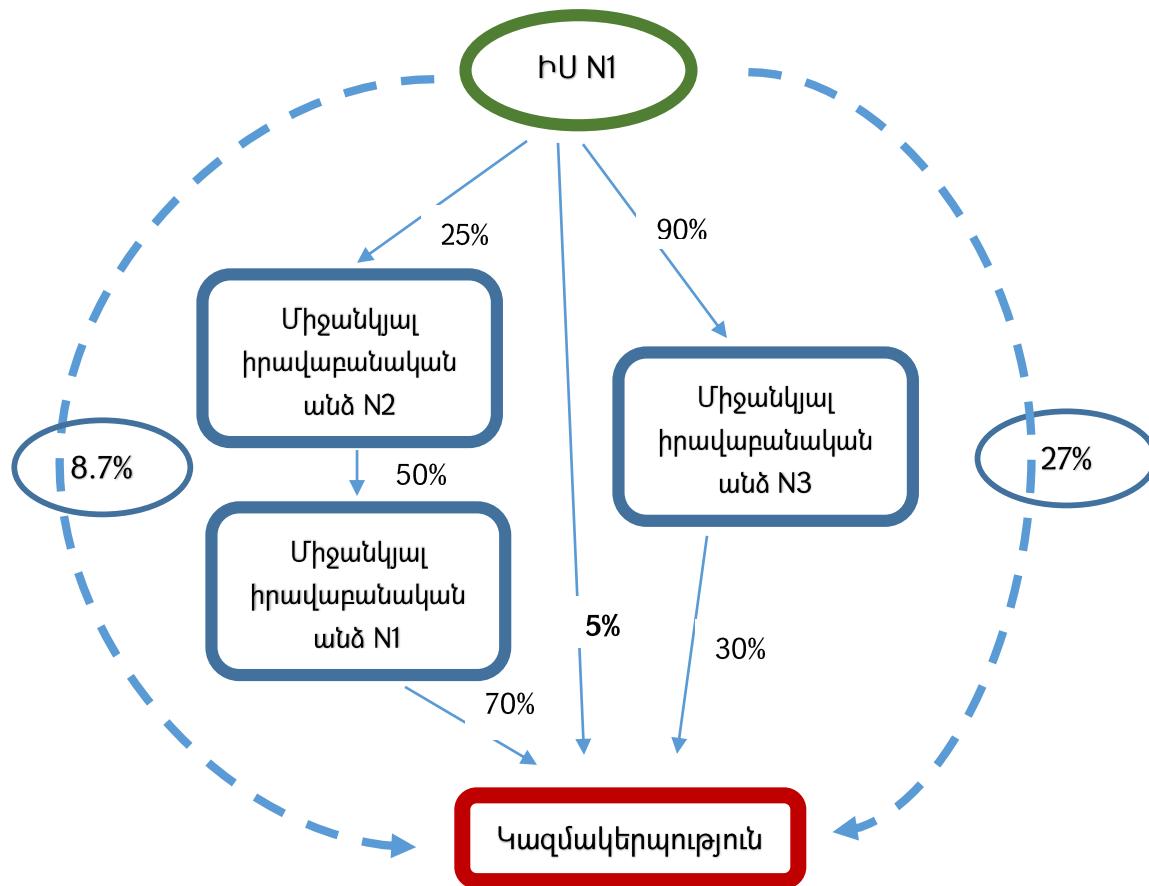 ԻՍ N1
25%
90%
Միջանկյալ
իրավաբանական
անձ N2
Միջանկյալ
իրավաբանական
անձ N3
8.7%
27%
50%
Միջանկյալ
իրավաբանական
անձ N1
5%
30%
70%
Կազմակերպություն